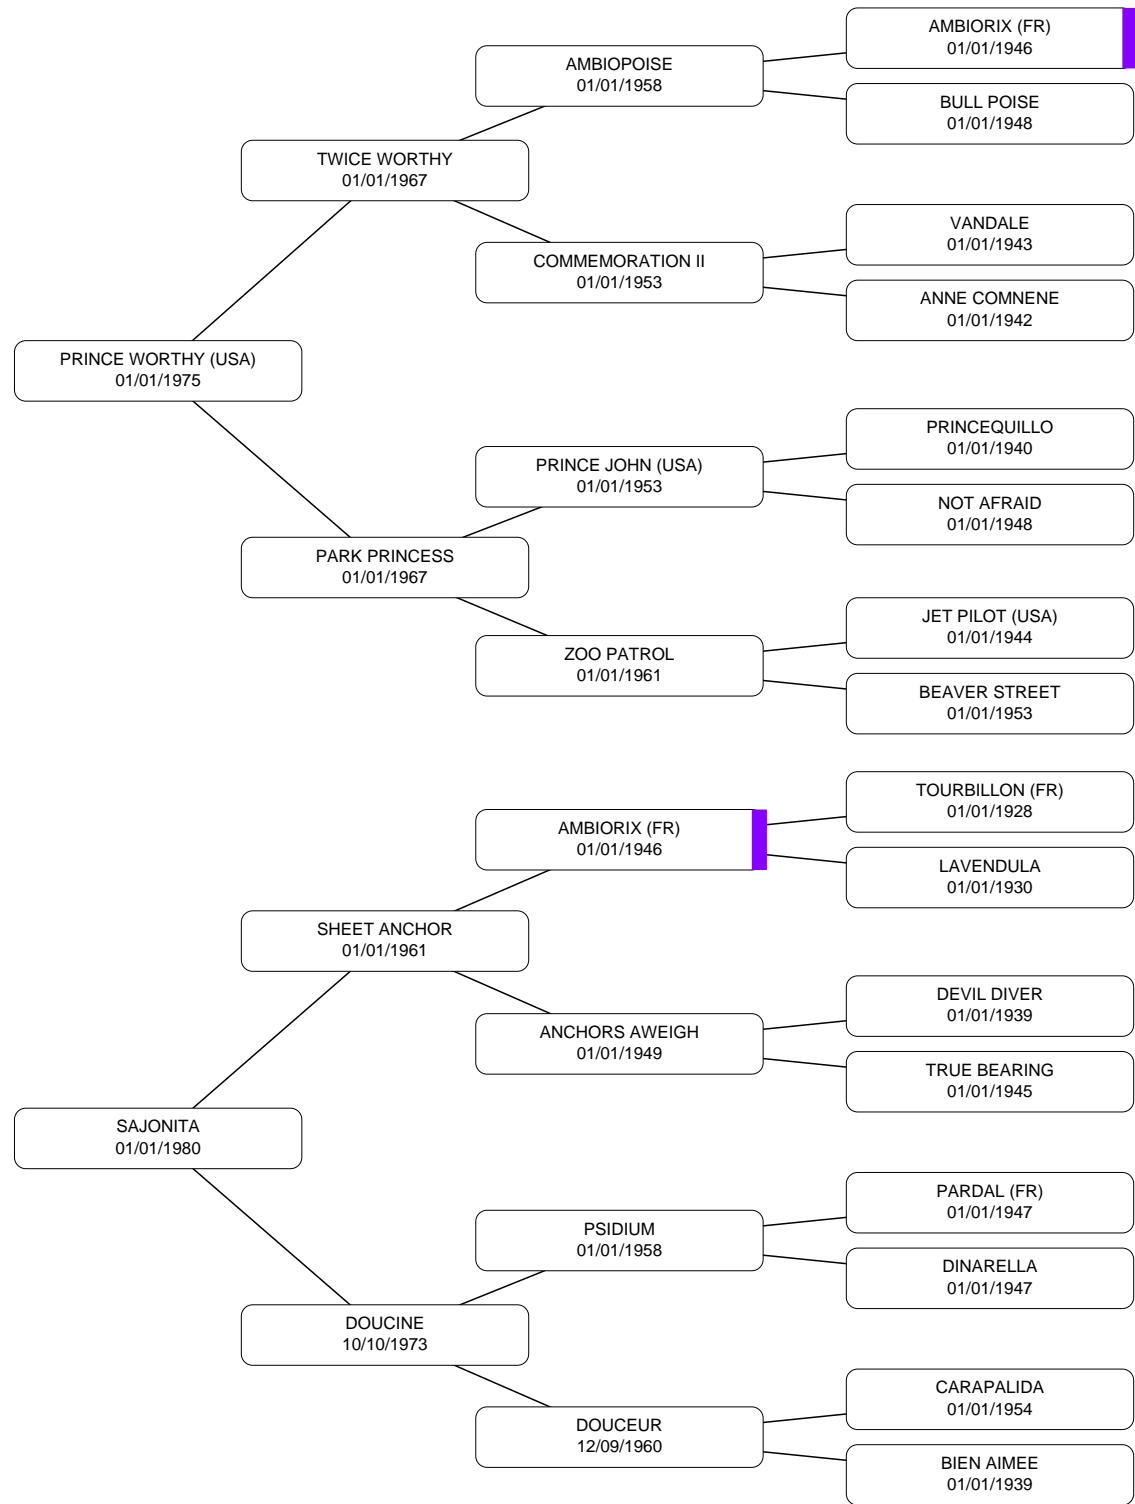 AMBIORIX (FR)
01/01/1946
AMBIOPOISE
01/01/1958
BULL POISE
01/01/1948
TWICE WORTHY
01/01/1967
VANDALE
01/01/1943
COMMEMORATION II
01/01/1953
ANNE COMNENE
01/01/1942
PRINCE WORTHY (USA)
01/01/1975
PRINCEQUILLO
01/01/1940
PRINCE JOHN (USA)
01/01/1953
NOT AFRAID
01/01/1948
PARK PRINCESS
01/01/1967
JET PILOT (USA)
01/01/1944
ZOO PATROL
01/01/1961
BEAVER STREET
01/01/1953
TOURBILLON (FR)
01/01/1928
AMBIORIX (FR)
01/01/1946
LAVENDULA
01/01/1930
SHEET ANCHOR
01/01/1961
DEVIL DIVER
01/01/1939
ANCHORS AWEIGH
01/01/1949
TRUE BEARING
01/01/1945
SAJONITA
01/01/1980
PARDAL (FR)
01/01/1947
PSIDIUM
01/01/1958
DINARELLA
01/01/1947
DOUCINE
10/10/1973
CARAPALIDA
01/01/1954
DOUCEUR
12/09/1960
BIEN AIMEE
01/01/1939